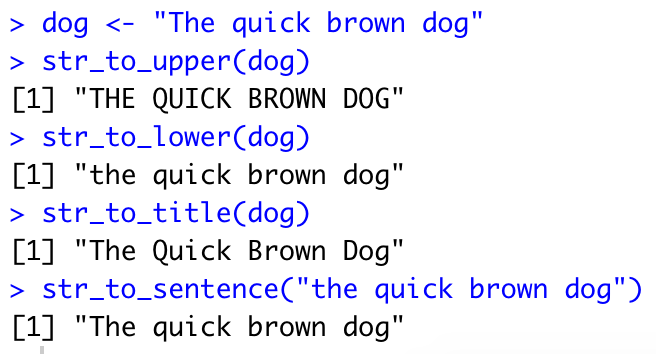 > dog <- "The quick brown dog"
> str_to_upper(dog)
[1] "THE QUICK BROWN DOG"
> str_to_lower(dog)
[1] "the quick brown dog"
> str_to_title(dog)
[1] "The Quick Brown Dog"
> str_to_sentence("the quick brown dog")
[1] "The quick brown dog"